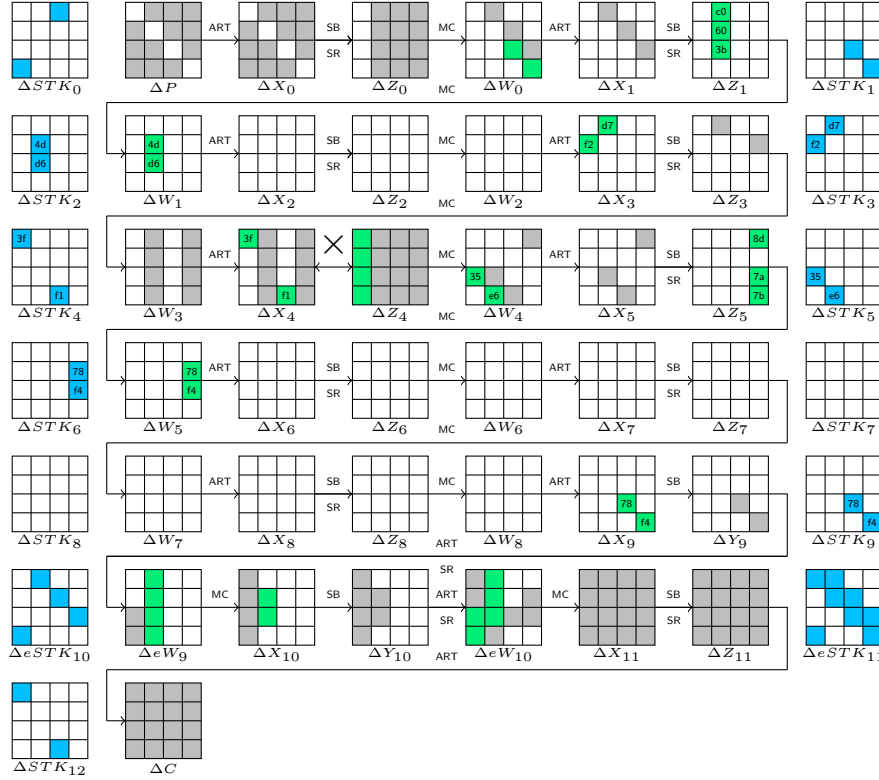 ART SB MC ART SB
SR SR
c0
60
3b
ΔSTK0 ΔP ΔX0 ΔZ0 MC ΔW0 ΔX1 ΔZ1 ΔSTK1
ART SB MC ART SB
SR SR
d7 d7
4d 4d f2 f2
d6 d6
ΔSTK2 ΔW1 ΔX2 ΔZ2 MC ΔW2 ΔX3 ΔZ3 ΔSTK3
ART SB MC ART SB
SR SR
3f 3f 8d
35 7a 35
f1 f1 e6 7b e6
ΔSTK4 ΔW3 ΔX4 ΔZ4 MC ΔW4 ΔX5 ΔZ5 ΔSTK5
ART SB MC ART SB
SR SR
78 78
f4 f4
ΔSTK6 ΔW5 ΔX6 ΔZ6 MC ΔW6 ΔX7 ΔZ7 ΔSTK7
ART SB MC ART SB
SR
78 78
f4 f4
ΔSTK8 ΔW7 ΔX8 ΔZ8 ART ΔW8 ΔX9 ΔY9 ΔSTK9
SR
MC SB ART MC SB
SR SR
ΔeSTK10 ΔeW9 ΔX10 ΔY10 ART ΔeW10 ΔX11 ΔZ11 ΔeSTK11
ΔSTK12 ΔC